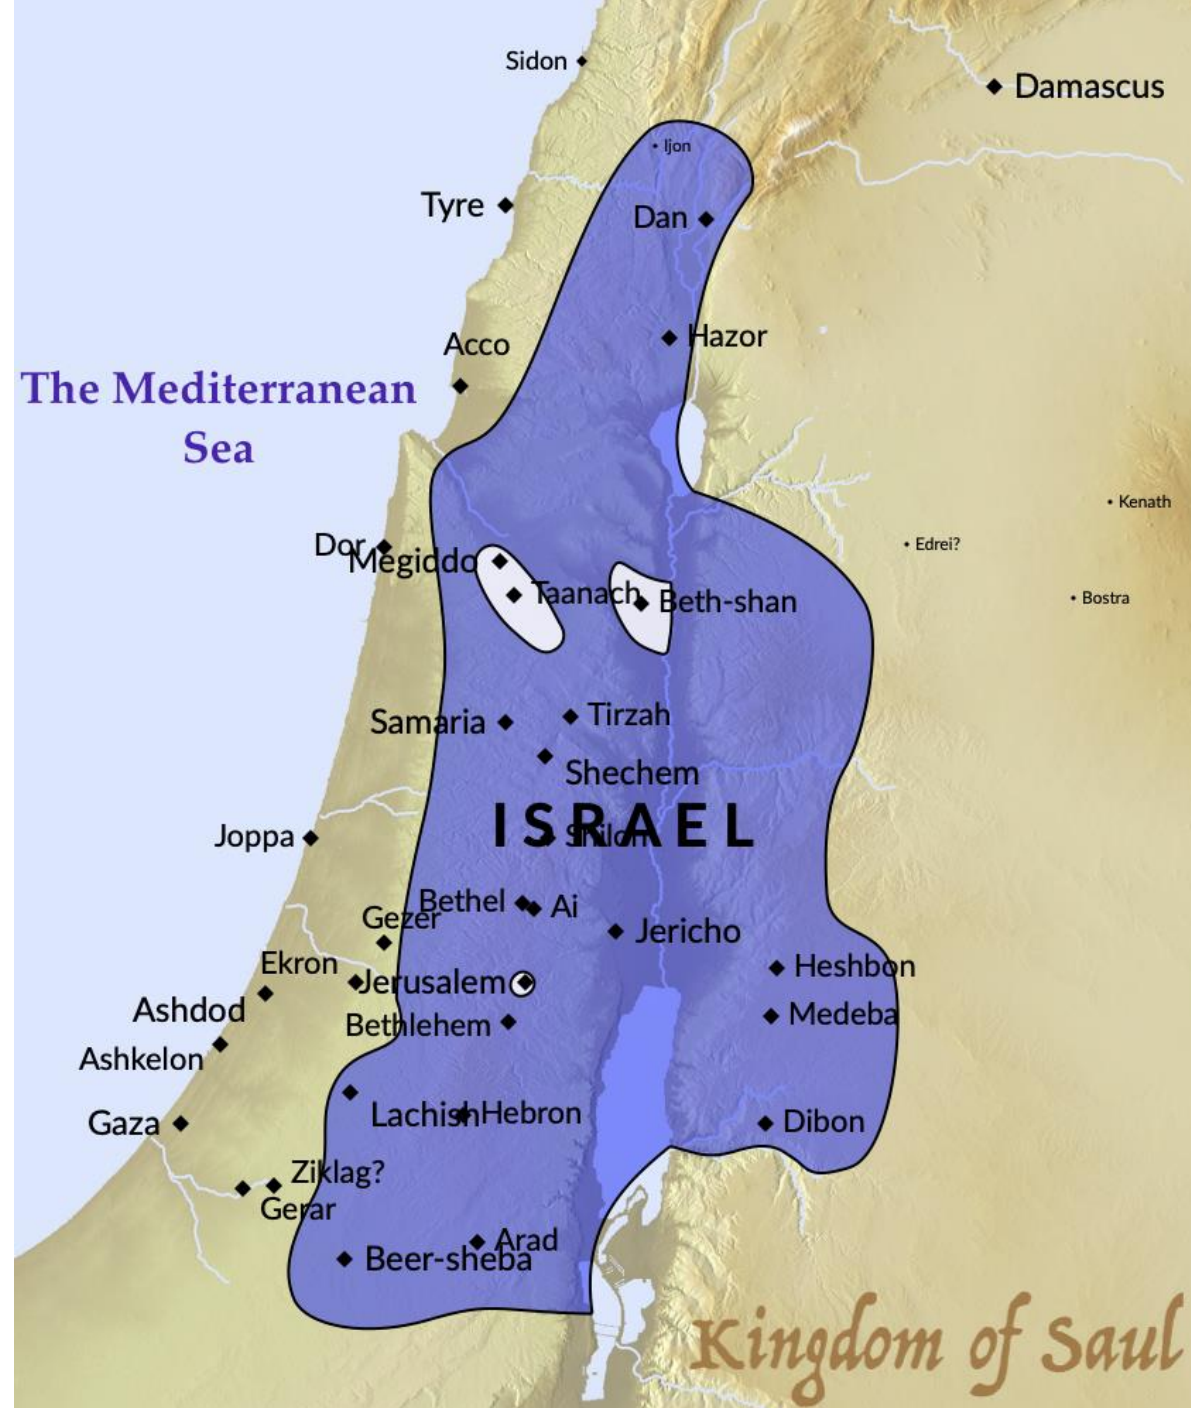 Sidon
Damascus
Ijon
Tyre
Dan
Hazor
Acco
The Mediterranean
Sea
Kenath
Dor
Edrei?
Megiddo
Taanach
Beth-shan
Bostra
Samaria
Tirzah
Shechem
ISRAEL
Shiloh
Joppa
Bethel
Ai
Gezer
Jericho
Ekron
Heshbon
Jerusalem
Ashdod
Medeba
Bethlehem
Ashkelon
Lachish
Hebron
Gaza
Dibon
Ziklag?
Gerar
Arad
Beer-sheba
Kingdom of Saul